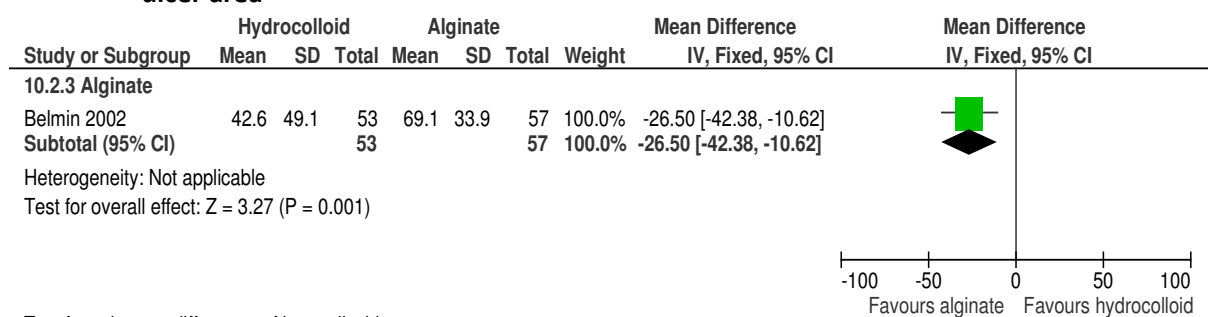 ulcer area
Hydrocolloid Alginate Mean Difference Mean Difference
Study or Subgroup Mean SD Total Mean SD Total Weight IV, Fixed, 95% CI IV, Fixed, 95% CI
10.2.3 Alginate
Belmin 2002 42.6 49.1 53 69.1 33.9 57 100.0% -26.50 [-42.38, -10.62]
Subtotal (95% CI) 53 57 100.0% -26.50 [-42.38, -10.62]
Heterogeneity: Not applicable
Test for overall effect: Z = 3.27 (P = 0.001)
-100 -50 0 50 100
Favours alginate Favours hydrocolloid